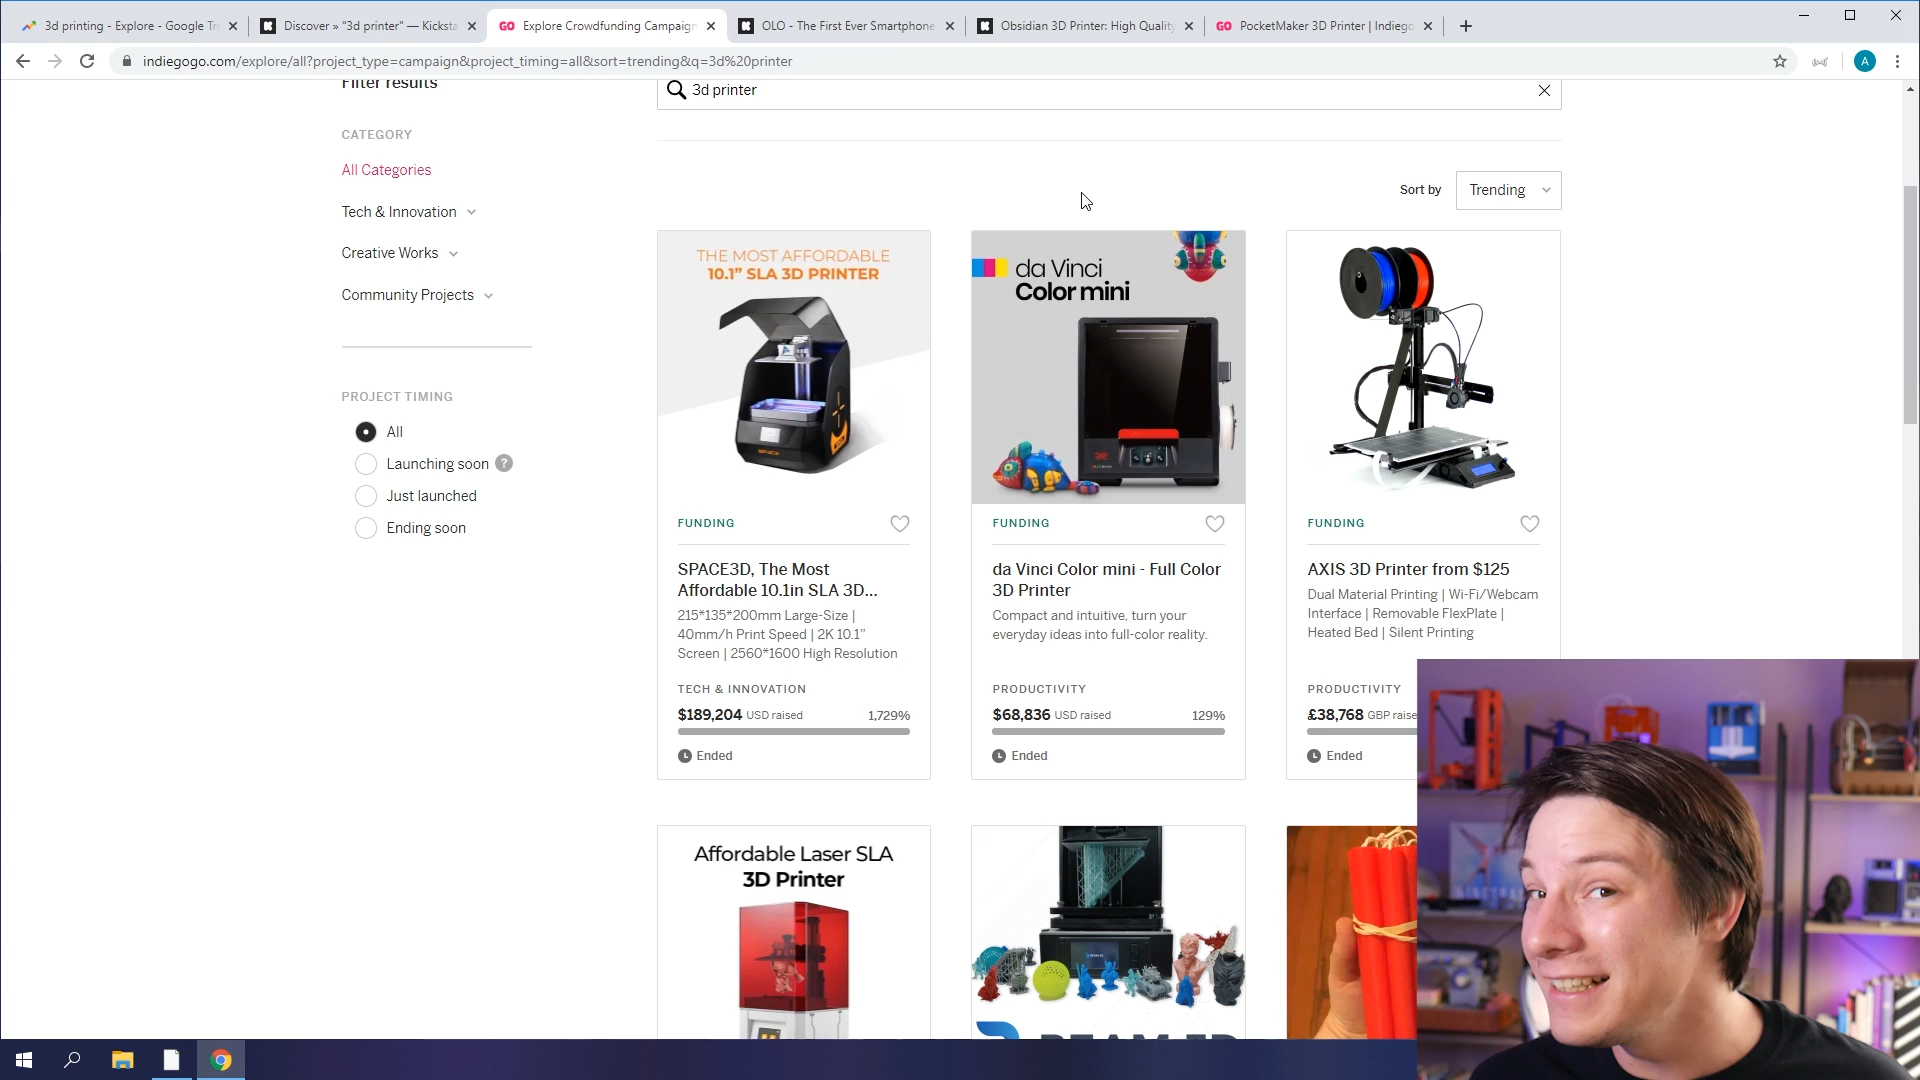 3d printing - Explore - Google Tr
Discover » "3d printer" — Kicksta
Explore Crowdfunding Campaign
OLO - The First Ever Smartphone
Obsidian 3D Printer: High Quality
PocketMaker 3D Printer | Indiego
indiegogo.com/explore/all?project_type=campaign&project_timing=all&sort=trending&q=3d%20printer
A
Filter results
3d printer
CATEGORY
All Categories
Tech & Innovation
Creative Works
Community Projects
PROJECT TIMING
All
Launching soon ?
Just launched
Ending soon
Sort by
Trending
THE MOST AFFORDABLE
10.1” SLA 3D PRINTER
FUNDING
SPACE3D, The Most
Affordable 10.1in SLA 3D...
215*135*200mm Large-Size |
40mm/h Print Speed | 2K 10.1”
Screen | 2560*1600 High Resolution
TECH & INNOVATION
$189,204 USD raised 1,729%
Ended
da Vinci
Color mini
FUNDING
da Vinci Color mini - Full Color
3D Printer
Compact and intuitive, turn your
everyday ideas into full-color reality.
PRODUCTIVITY
$68,836 USD raised 129%
Ended
FUNDING
AXIS 3D Printer from $125
Dual Material Printing | Wi-Fi/Webcam
Interface | Removable FlexPlate |
Heated Bed | Silent Printing
PRODUCTIVITY
£38,768 GBP raise
Ended
Affordable Laser SLA
3D Printer